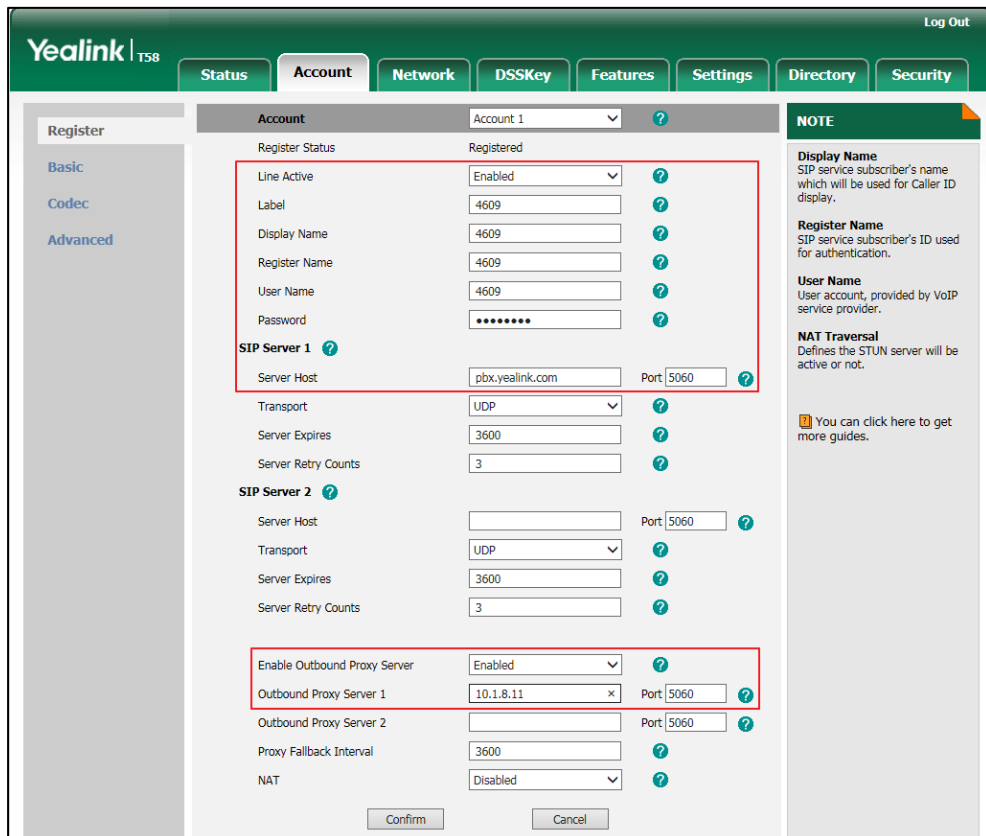 Log Out
Yealink T58
Status Account Network DSSKey Features Settings Directory Security
Register
Basic
Codec
Advanced
Account Account 1 ?
Register Status Registered
Line Active Enabled ?
Label 4609 ?
Display Name 4609 ?
Register Name 4609 ?
User Name 4609 ?
Password •••••••• ?
SIP Server 1 ?
Server Host pbx.yealink.com Port 5060 ?
Transport UDP ?
Server Expires 3600 ?
Server Retry Counts 3 ?
SIP Server 2 ?
Server Host Port 5060 ?
Transport UDP ?
Server Expires 3600 ?
Server Retry Counts 3 ?
Enable Outbound Proxy Server Enabled ?
Outbound Proxy Server 1 10.1.8.11 × Port 5060 ?
Outbound Proxy Server 2 Port 5060 ?
Proxy Fallback Interval 3600 ?
NAT Disabled ?
Confirm Cancel
NOTE
Display Name
SIP service subscriber's name
which will be used for Caller ID
display.
Register Name
SIP service subscriber's ID used
for authentication.
User Name
User account, provided by VoIP
service provider.
NAT Traversal
Defines the STUN server will be
active or not.
? You can click here to get
more guides.